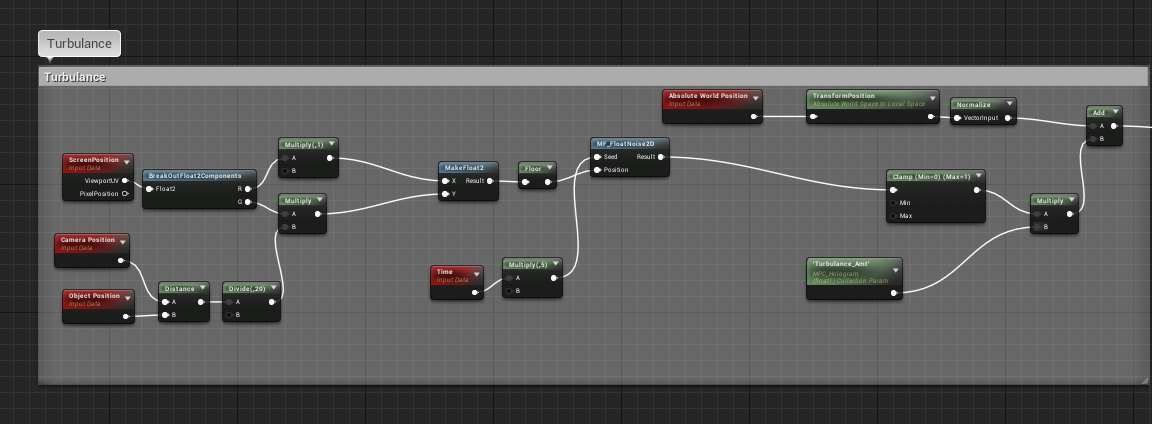 Turbulance
Turbulance
Absolute World Position
Input Data
TransformPosition
Absolute World Space to Local Space
Normalize
VectorInput
Add
A
B
ScreenPosition
Input Data
ViewportUV
PixelPosition
BreakOutFloat2Components
Float2
R
G
Multiply(,1)
A
B
Multiply
A
B
MakeFloat2
X
Result
Y
Floor
MF_FloatNoise2D
Seed
Result
Position
Clamp (Min=0) (Max=1)
Min
Max
Multiply
A
B
Camera Position
Input Data
Object Position
Input Data
Distance
A
B
Divide(,20)
A
B
Time
Input Data
Multiply(,5)
A
B
'Turbulance_Amt'
MPC_Hologram
(float1) Collection Param